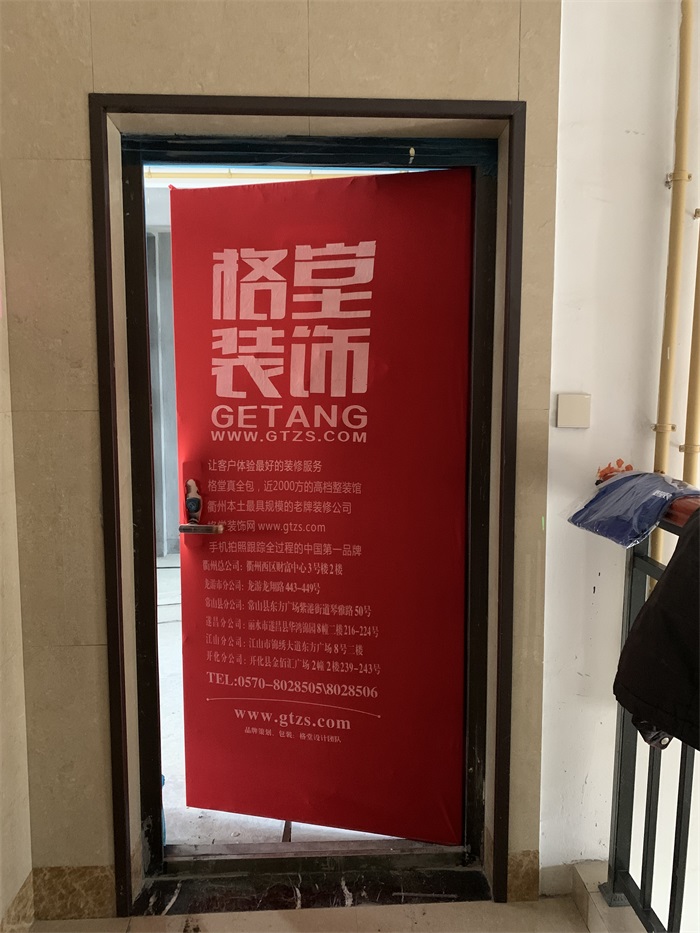 格堂
装饰
GETANG
WWW.GTZS.COM
让客户体验最好的装修服务
格堂真全包，近2000方的高档整装馆
衢州本土最具规模的老牌装修公司
格堂装饰网 www.gtzs.com
手机拍照跟踪全过程的中国第一品牌
衢州总公司：衢州西区财富中心3号楼2楼
龙游市分公司：龙游龙翔路 443-449号
常山县分公司：常山县东方广场紫港街道琴雅路 50号
遂昌分公司：丽水市遂昌县华鸿锦园8幢二楼216-224号
江山分公司：江山市锦绣大道东方广场 8号 二楼
开化分公司：开化县金佰汇广场 2幢 2楼239-243号
TEL:0570-8028505\8028506
www.gtzs.com
品牌策划、包装：格堂设计团队